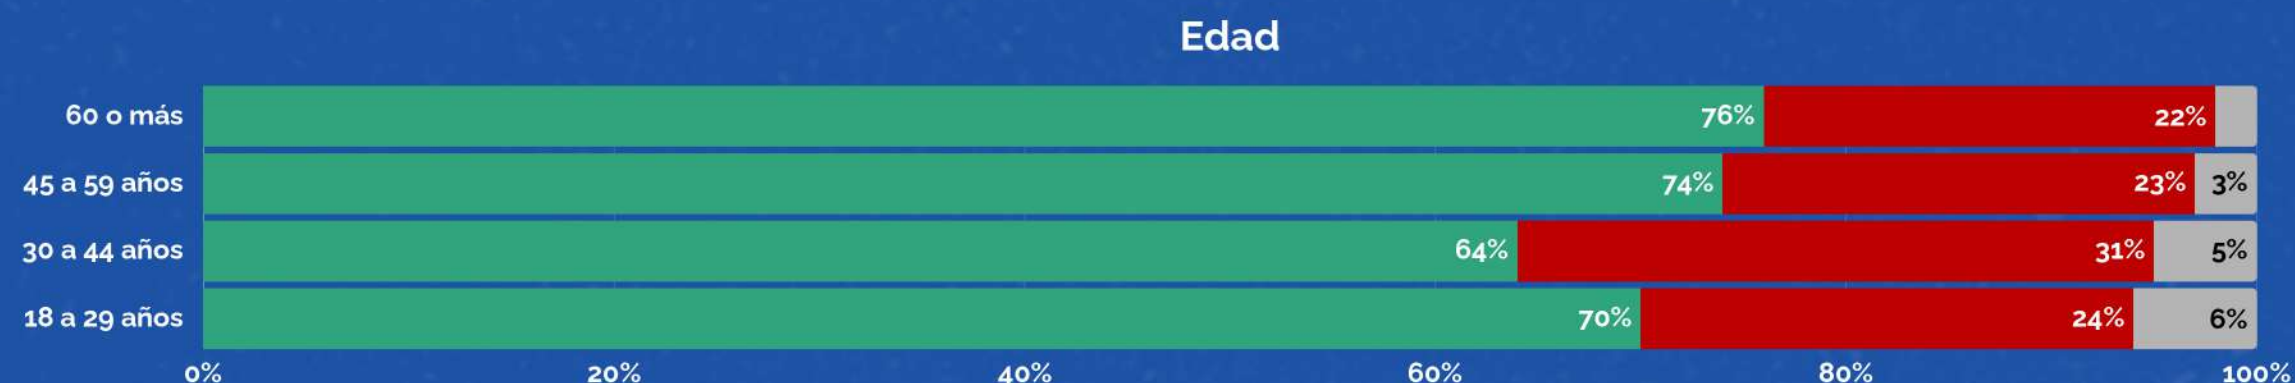 Edad
60 o más 76% 22%
45 a 59 años 74% 23% 3%
30 a 44 años 64% 31% 5%
18 a 29 años 70% 24% 6%
0% 20% 40% 60% 80% 100%